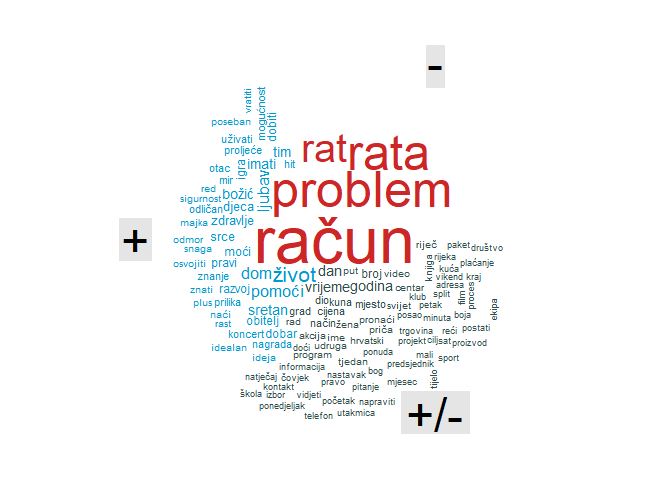 -
vratiti
mogućnost
dobiti
poseban
uživati
proljeće
tim
rat
rata
otac
igra
imati
hit
mir
ljubav
problem
red
sigurnost
božić
odličan
djeca
majka
zdravlje
račun
+
odmor
srce
snaga
moći
riječ
paket
društvo
osvojiti
pravi
knjiga
rijeka
kuća
plaćanje
znanje
dom
život
dan
put
broj
video
vikend
kraj
znati
razvoj
pomoći
vrijeme
godina
centar
adresa
proces
plus
prilika
dio
kuna
mjesto
svijet
klub
split
film
ekipa
naći
sretan
grad
cijena
petak
rast
obitelj
rad
način
žena
pronaći
posao
minuta
boja
koncert
dobar
akcija
ime
priča
trgovina
reći
postati
idealan
nagrada
doći
udruga
hrvatski
projekt
cilj
sat
proizvod
ideja
program
ponuda
mali
sport
informacija
tjedan
predsjednik
natječaj
čovjek
nastavak
bog
kontakt
pravo
pitanje
mjesec
tijelo
škola
izbor
vidjeti
početak
napraviti
ponedjeljak
telefon
utakmica
+/-